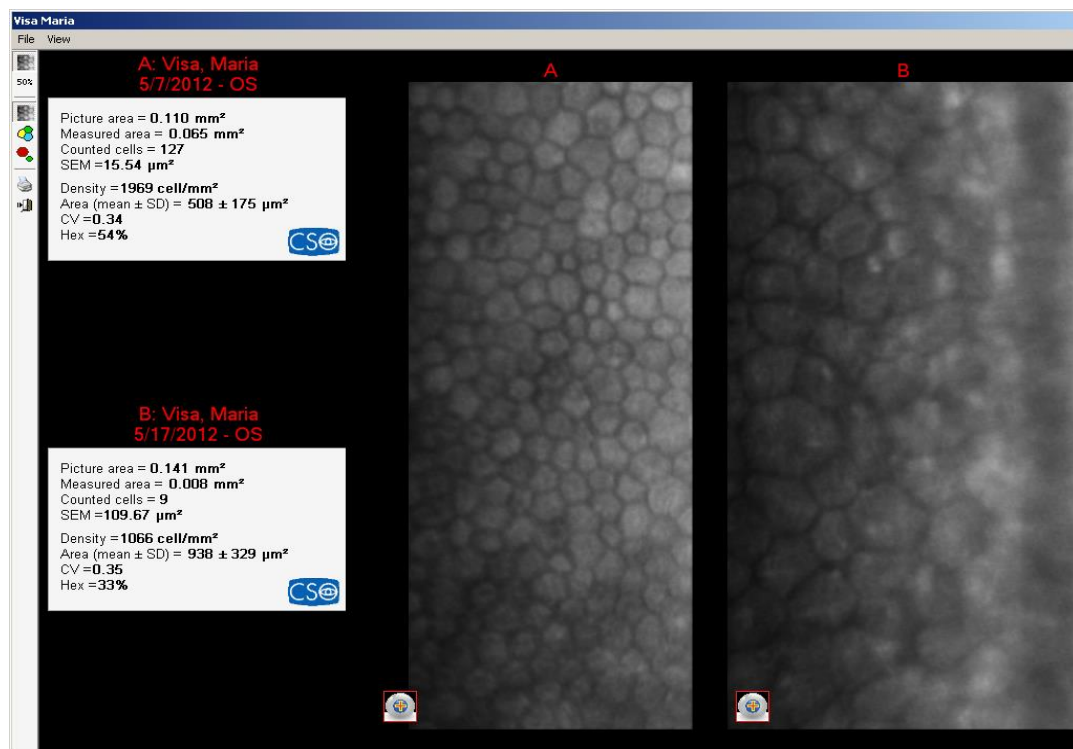 Visa Maria
File View
50%
A: Visa, Maria
5/7/2012 - OS
Picture area = 0.110 mm²
Measured area = 0.065 mm²
Counted cells = 127
SEM =15.54 µm²
Density =1969 cell/mm²
Area (mean ± SD) = 508 ± 175 µm²
CV =0.34
Hex =54%
CSO
B: Visa, Maria
5/17/2012 - OS
Picture area = 0.141 mm²
Measured area = 0.008 mm²
Counted cells = 9
SEM =109.67 µm²
Density =1066 cell/mm²
Area (mean ± SD) = 938 ± 329 µm²
CV =0.35
Hex =33%
CSO
A
B